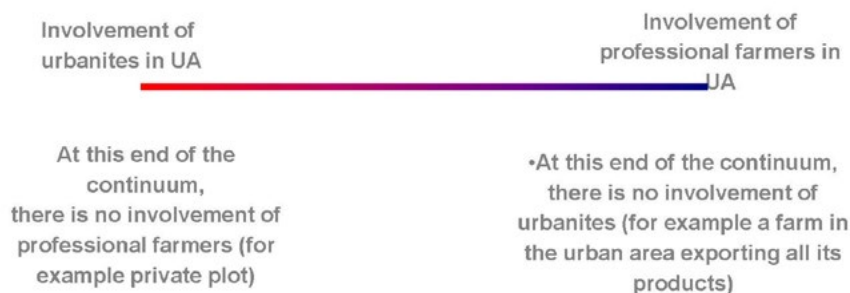 Involvement of
urbanites in UA
Involvement of
professional farmers in
UA
At this end of the
continuum,
there is no involvement of
professional farmers (for
example private plot)
•At this end of the continuum,
there is no involvement of
urbanites (for example a farm in
the urban area exporting all its
products)